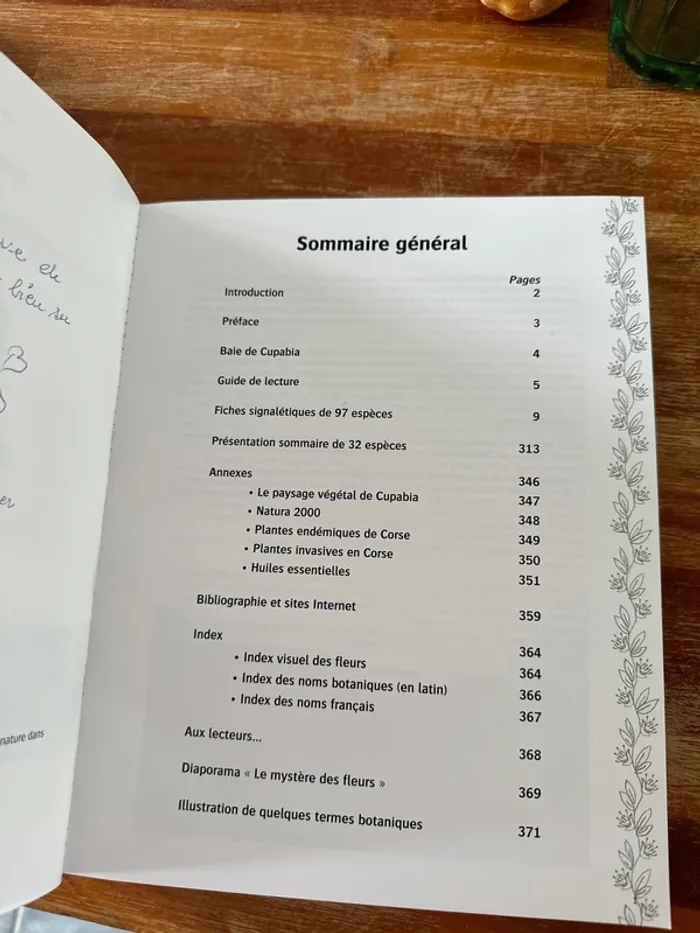 bien
nature dans
Sommaire général
Pages
Introduction 2
Préface 3
Baie de Cupabia 4
Guide de lecture 5
Fiches signalétiques de 97 espèces 9
Présentation sommaire de 32 espèces 313
Annexes 346
• Le paysage végétal de Cupabia 347
• Natura 2000 348
• Plantes endémiques de Corse 349
• Plantes invasives en Corse 350
• Huiles essentielles 351
Bibliographie et sites Internet 359
Index 364
• Index visuel des fleurs 364
• Index des noms botaniques (en latin) 366
• Index des noms français 367
Aux lecteurs... 368
Diaporama « Le mystère des fleurs » 369
Illustration de quelques termes botaniques 371